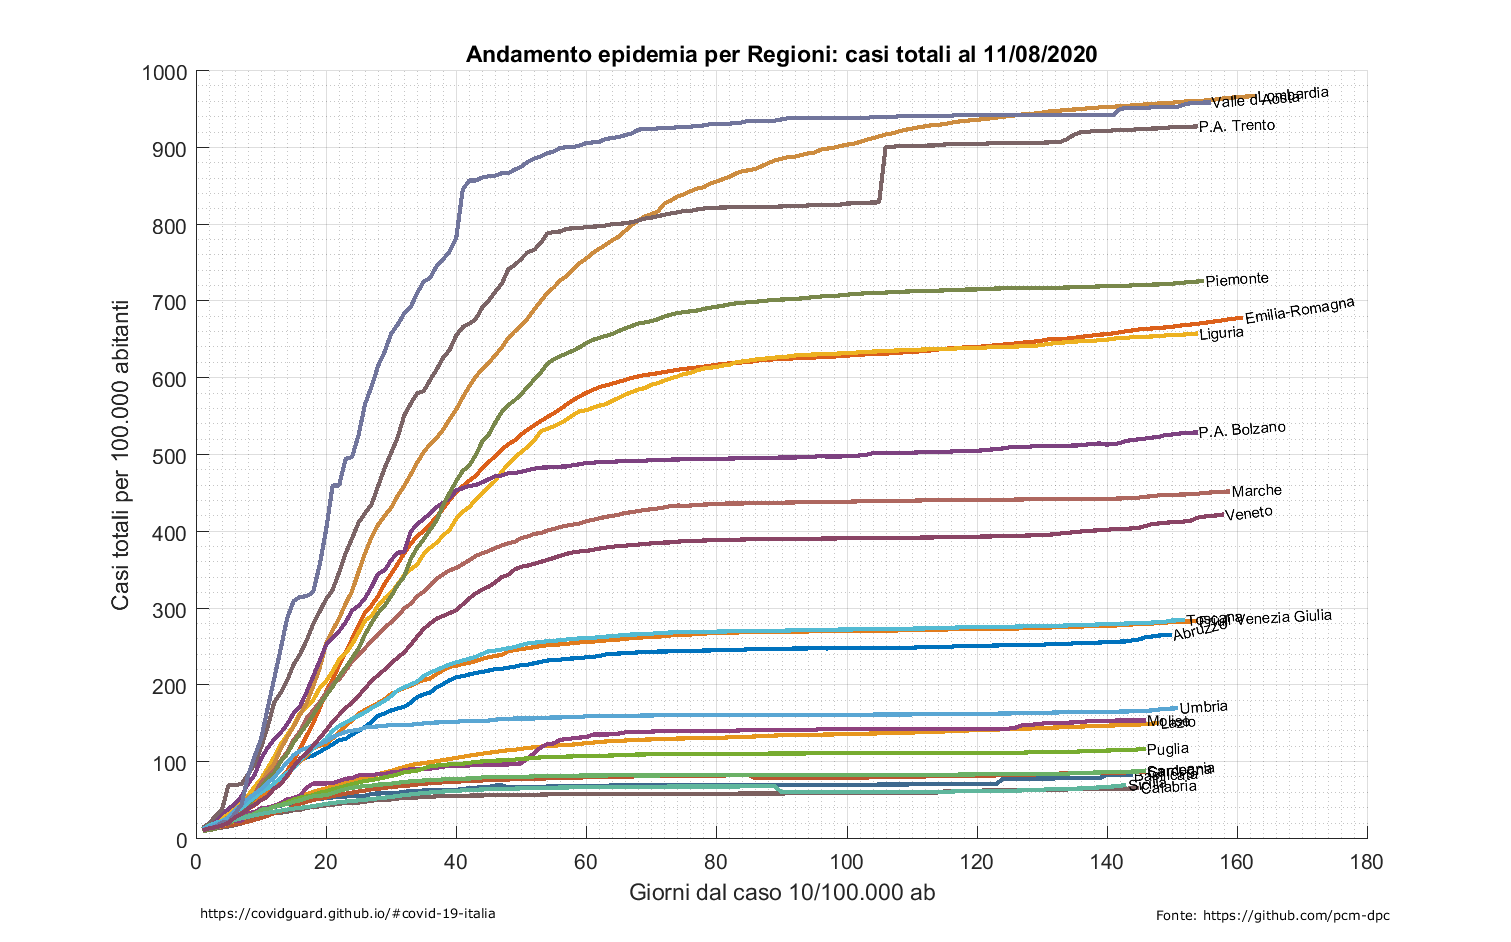 Andamento epidemia per Regioni: casi totali al 11/08/2020
Casi totali per 100.000 abitanti
1000
900
800
700
600
500
400
300
200
100
0
Lombardia
Valle d'Aosta
P.A. Trento
Piemonte
Emilia-Romagna
Liguria
P.A. Bolzano
Marche
Veneto
Toscana
Friuli Venezia Giulia
Abruzzo
Umbria
Molise
Lazio
Puglia
Campania
Sardegna
Basilicata
Sicilia
Calabria
0 20 40 60 80 100 120 140 160 180
Giorni dal caso 10/100.000 ab
https://covidguard.github.io/#covid-19-italia
Fonte: https://github.com/pcm-dpc